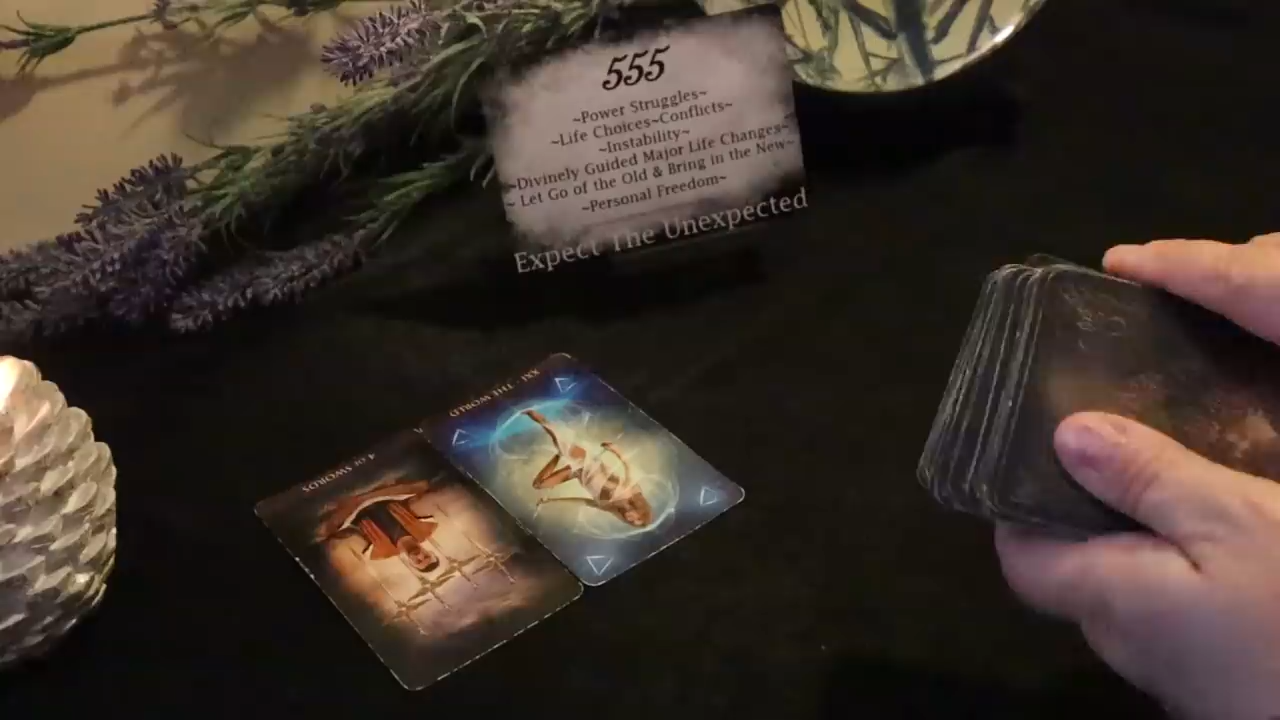 555
~Power Struggles~
~Life Choices~Conflicts~
~Instability~
~Divinely Guided Major Life Changes~
~ Let Go of the Old & Bring in the New~
~Personal Freedom~
Expect The Unexpected
XXI · THE WORLD
4 OF SWORDS